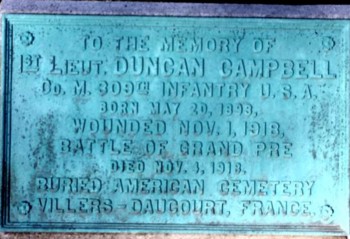 TO THE MEMORY OF
1ST LIEUT. DUNCAN CAMPBELL
CO. M. 309TH INFANTRY U.S.A.
BORN MAY 20, 1893,
WOUNDED NOV. 1, 1918,
BATTLE OF GRAND PRE
DIED NOV. 4, 1918.
BURIED AMERICAN CEMETERY
VILLERS-DAUCOURT, FRANCE.